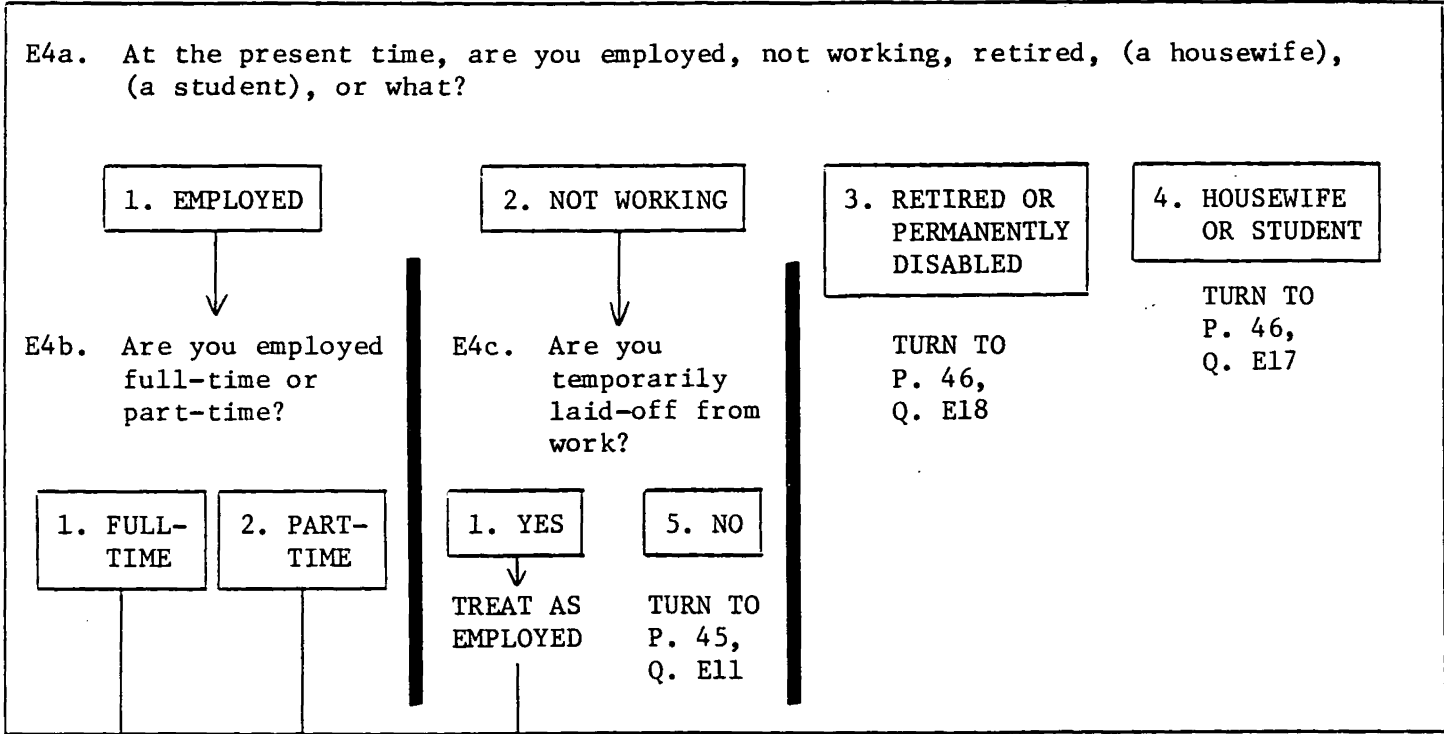 E4a. At the present time, are you employed, not working, retired, (a housewife),
(a student), or what?
1. EMPLOYED
2. NOT WORKING
3. RETIRED OR
PERMANENTLY
DISABLED
4. HOUSEWIFE
OR STUDENT
E4b. Are you employed
full-time or
part-time?
1. FULL-
TIME
2. PART-
TIME
E4c. Are you
temporarily
laid-off from
work?
1. YES
TREAT AS
EMPLOYED
5. NO
TURN TO
P. 45,
Q. E11
TURN TO
P. 46,
Q. E18
TURN TO
P. 46,
Q. E17